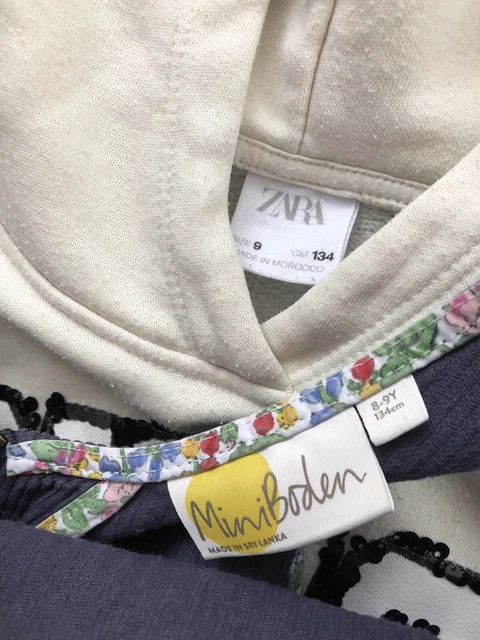 ZARA
SIZE 9 CM 134
MADE IN MOROCCO
8-9Y
134cm
MiniBoden
MADE IN SRI LANKA